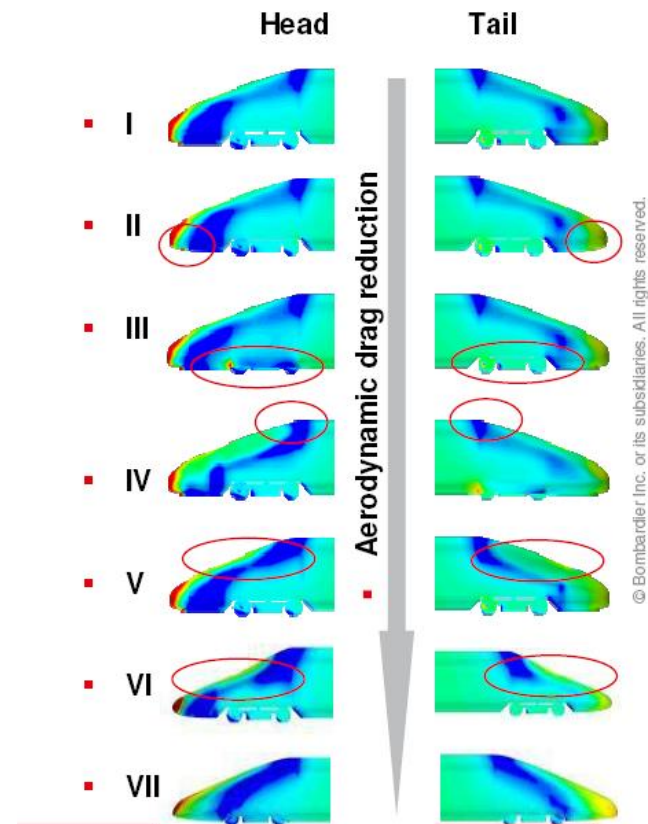 Head
Tail
I
II
III
IV
V
VI
VII
Aerodynamic drag reduction
© Bombardier Inc. or its subsidiaries. All rights reserved.